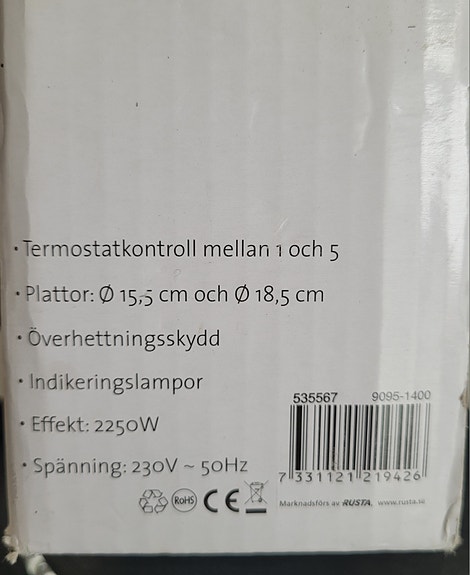 · Termostatkontroll mellan 1 och 5
· Plattor: Ø 15,5 cm och Ø 18,5 cm
· Överhettningsskydd
· Indikeringslampor
· Effekt: 2250W
· Spänning: 230V ~ 50Hz
535567 9095-1400
7 331121 219426
RoHS CE Marknadsförs av RUSTA. www.rusta.se